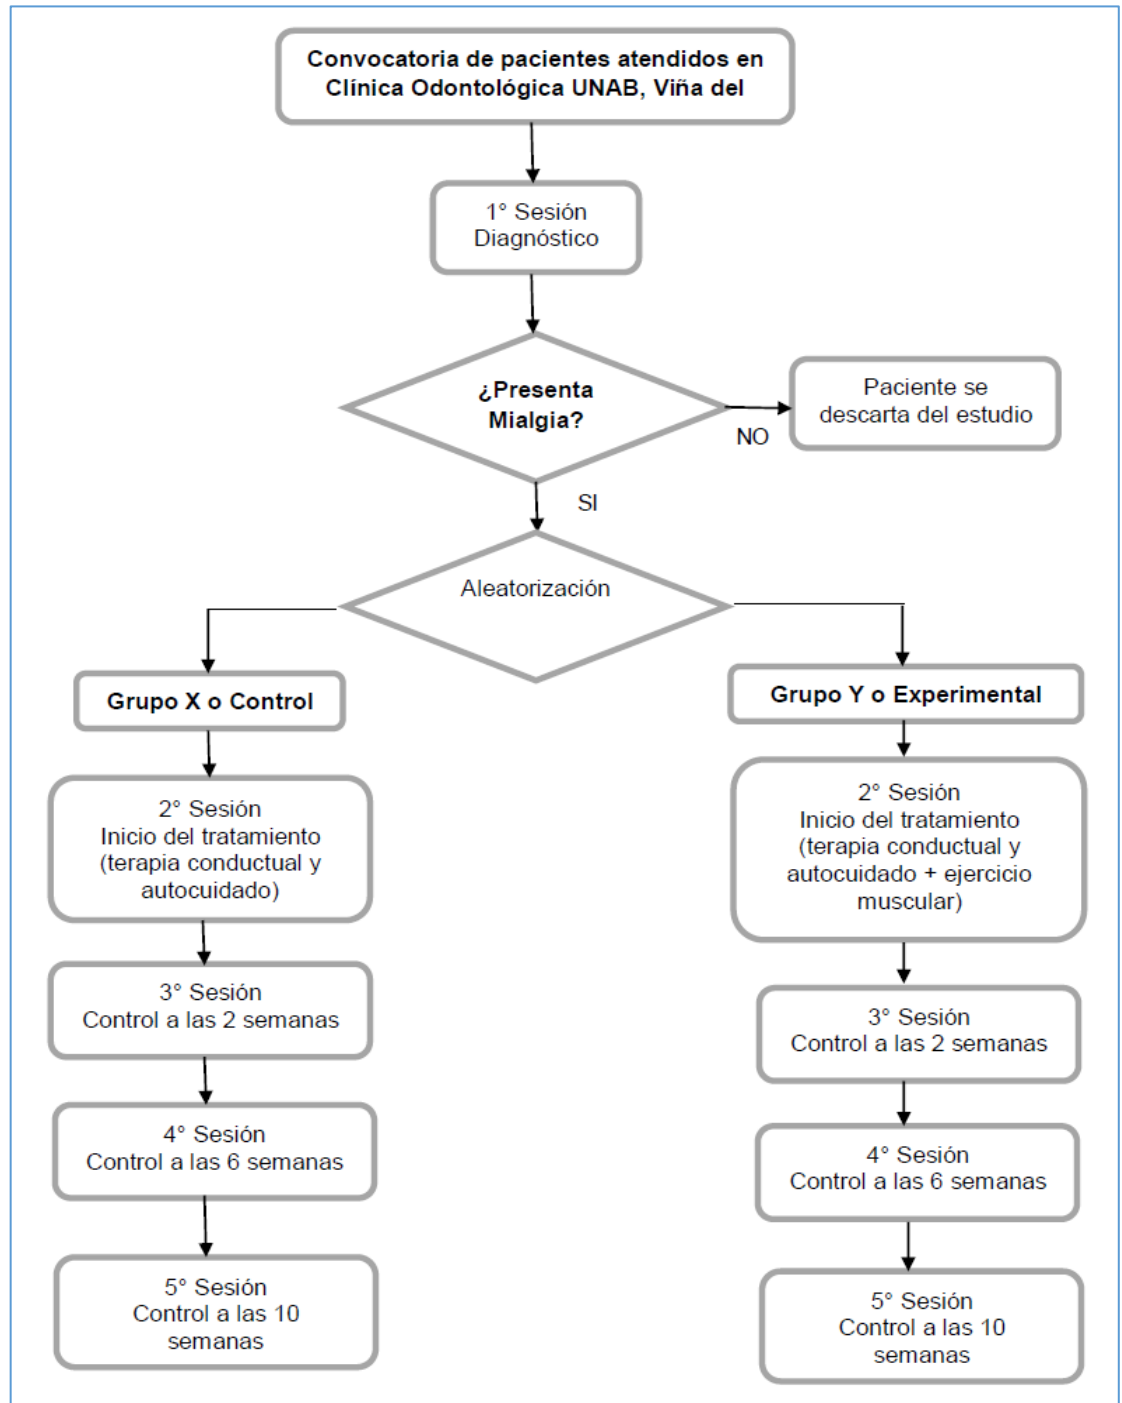 Convocatoria de pacientes atendidos en
Clínica Odontológica UNAB, Viña del
1° Sesión
Diagnóstico
¿Presenta
Mialgia?
Paciente se
descarta del estudio
NO
SI
Aleatorización
Grupo X o Control
2° Sesión
Inicio del tratamiento
(terapia conductual y
autocuidado)
3° Sesión
Control a las 2 semanas
4° Sesión
Control a las 6 semanas
5° Sesión
Control a las 10
semanas
Grupo Y o Experimental
2° Sesión
Inicio del tratamiento
(terapia conductual y
autocuidado + ejercicio
muscular)
3° Sesión
Control a las 2 semanas
4° Sesión
Control a las 6 semanas
5° Sesión
Control a las 10
semanas